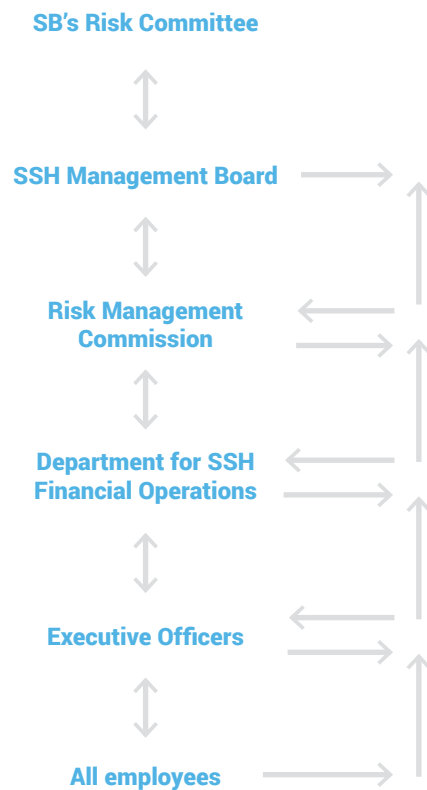 SB's Risk Committee
SSH Management Board
Risk Management
Commission
Department for SSH
Financial Operations
Executive Officers
All employees